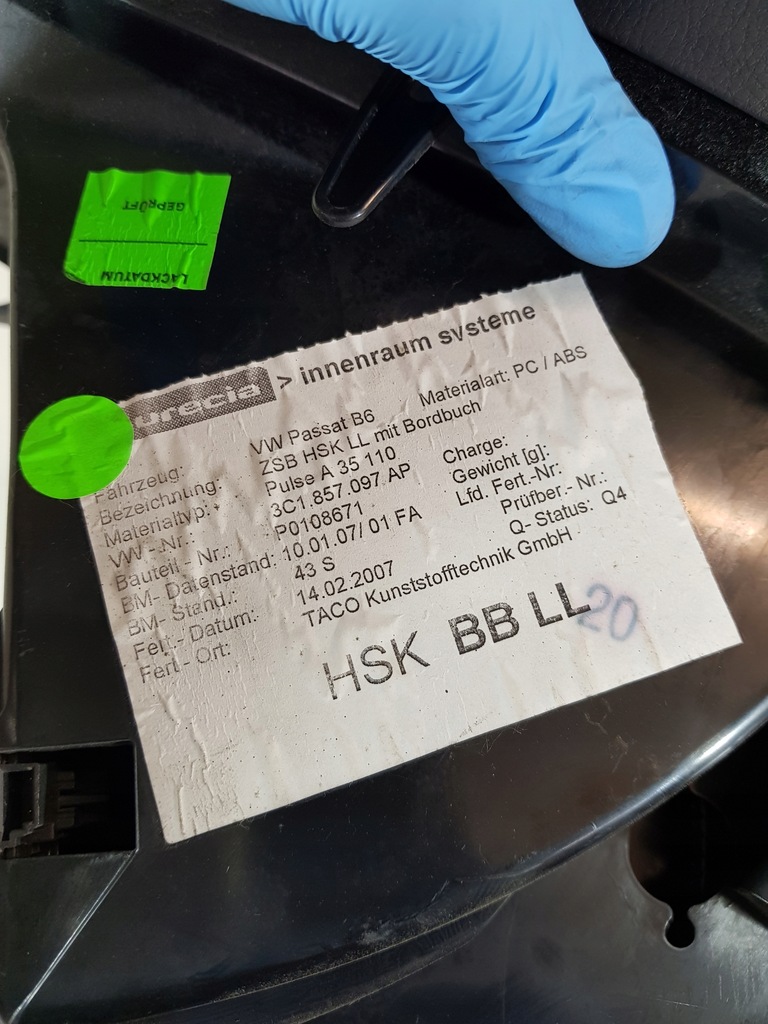 GEPRÜFT
LACKDATUM
> innenraum systeme
Fahrzeug: VW Passat B6 Materialart: PC / ABS
Bezeichnung: ZSB HSK LL mit Bordbuch
Materialtyp: Pulse A 35 110 Charge:
VW - Nr.: 3C1.857.097 AP Gewicht [g]:
Bauteil - Nr.: P0108671 Lfd. Fert.-Nr:
BM- Datenstand: 10.01.07/ 01 FA Prüfber.- Nr.:
BM- Stand.: 43 S Q- Status: Q4
Fert.- Datum: 14.02.2007
Fert.- Ort: TACO Kunststofftechnik GmbH
HSK BB LL 20